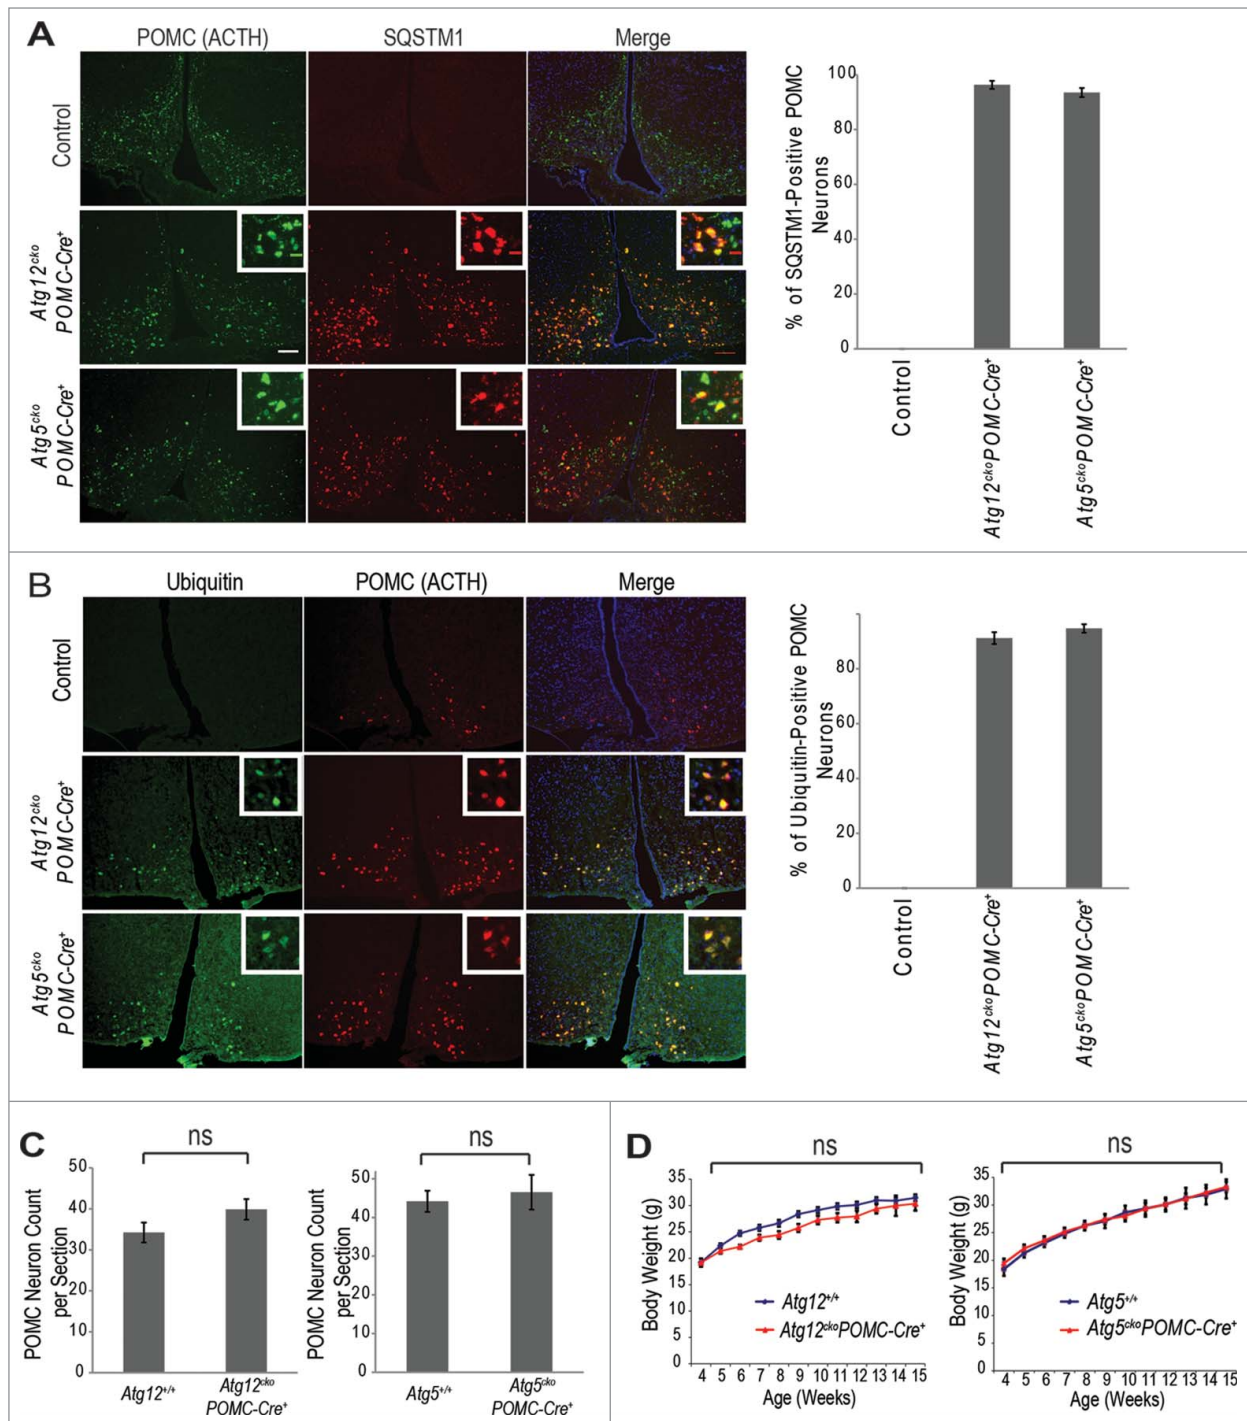 A
POMC (ACTH) SQSTM1 Merge
Control
Atg12cko
POMC-Cre+
Atg5cko
POMC-Cre+
% of SQSTM1-Positive POMC
Neurons
100
80
60
40
20
0
Control
Atg12ckoPOMC-Cre+
Atg5ckoPOMC-Cre+
B
Ubiquitin POMC (ACTH) Merge
Control
Atg12cko
POMC-Cre+
Atg5cko
POMC-Cre+
% of Ubiquitin-Positive POMC
Neurons
80
60
40
20
0
Control
Atg12ckoPOMC-Cre+
Atg5ckoPOMC-Cre+
C
ns
POMC Neuron Count
per Section
50
40
30
20
10
0
Atg12+/+
Atg12cko
POMC-Cre+
ns
POMC Neuron Count
per Section
50
40
30
20
10
0
Atg5+/+
Atg5cko
POMC-Cre+
D
ns
Body Weight (g)
35
30
25
20
15
10
5
0
Atg12+/+
Atg12ckoPOMC-Cre+
4 5 6 7 8 9 10 11 12 13 14 15
Age (Weeks)
ns
Body Weight (g)
35
30
25
20
15
10
5
0
Atg5+/+
Atg5ckoPOMC-Cre+
4 5 6 7 8 9 10 11 12 13 14 15
Age (Weeks)